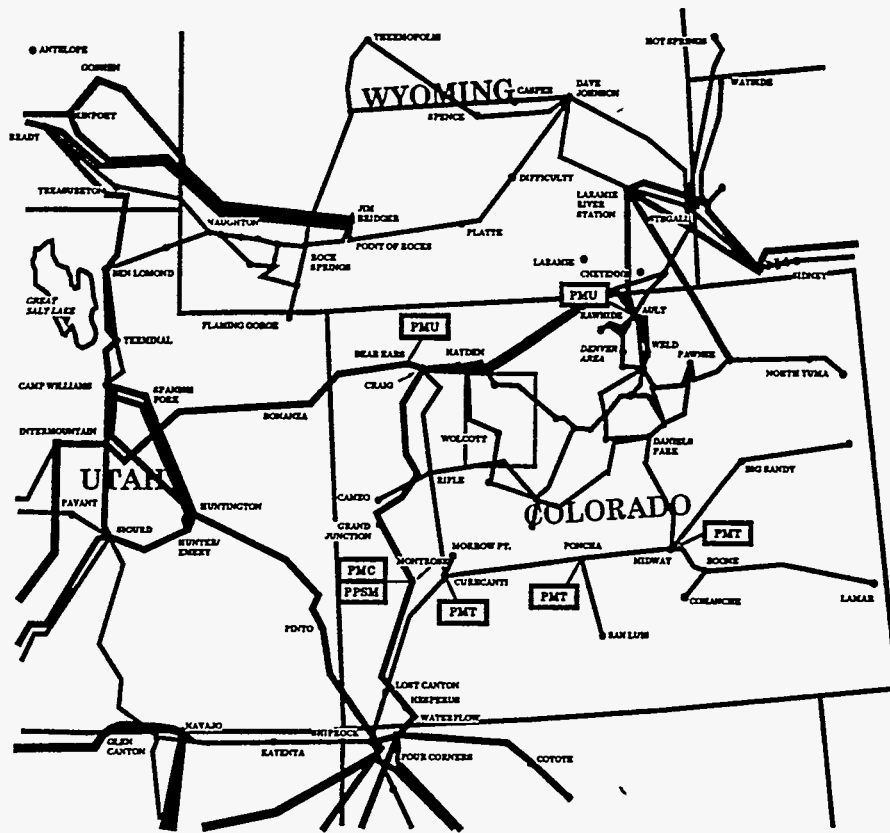 THERMOPOLIS
HOT SPRINGS
ANTELOPE
GOSHEN
WAYSIDE
WYOMING
CASPER
DAVE
JOHNSON
SPENCE
KINPORT
BRADY
DIFFICULTY
TREASURETON
JIM
BRIDGER
LARAMIE
RIVER
STATION
STEGALL
NAUGHTON
PLATTE
POINT OF ROCKS
ROCK
SPRINGS
LARAMIE
CHEYENNE
SIDNEY
BEN LOMOND
GREAT
SALT LAKE
PMU
RAWHIDE
AULT
FLAMING GORGE
PMU
TERMINAL
BEAR EARS
HAYDEN
DENVER
AREA
WELD
PAWNEE
CRAIG
NORTH YUMA
CAMP WILLIAMS
SPANISH
FORK
BONANZA
INTERMOUNTAIN
WOLCOTT
DANIELS
PARK
UTAH
RIFLE
BIG SANDY
CAMEO
PAVANT
HUNTINGTON
COLORADO
GRAND
JUNCTION
SIGURD
HUNTER/
EMERY
PMT
MORROW PT.
PONCHA
MIDWAY
BOONE
PMC
PPSM
MONTROSE
CURECANTI
LAMAR
PMT
PMT
COMANCHE
PINTO
SAN LUIS
LOST CANTON
HESPERUS
WATERFLOW
NAVAJO
GLEN
CANTON
SHIPROCK
KAYENTA
FOUR CORNERS
COYOTE